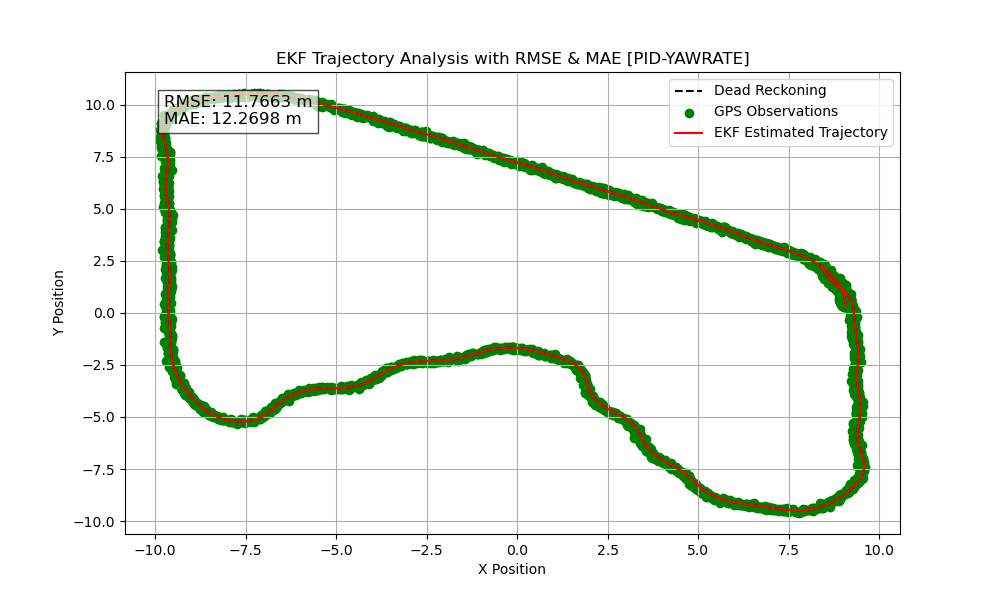 EKF Trajectory Analysis with RMSE & MAE [PID-YAWRATE]
RMSE: 11.7663 m
MAE: 12.2698 m
Dead Reckoning
GPS Observations
EKF Estimated Trajectory
Y Position
10.0
7.5
5.0
2.5
0.0
−2.5
−5.0
−7.5
−10.0
−10.0 −7.5 −5.0 −2.5 0.0 2.5 5.0 7.5 10.0
X Position